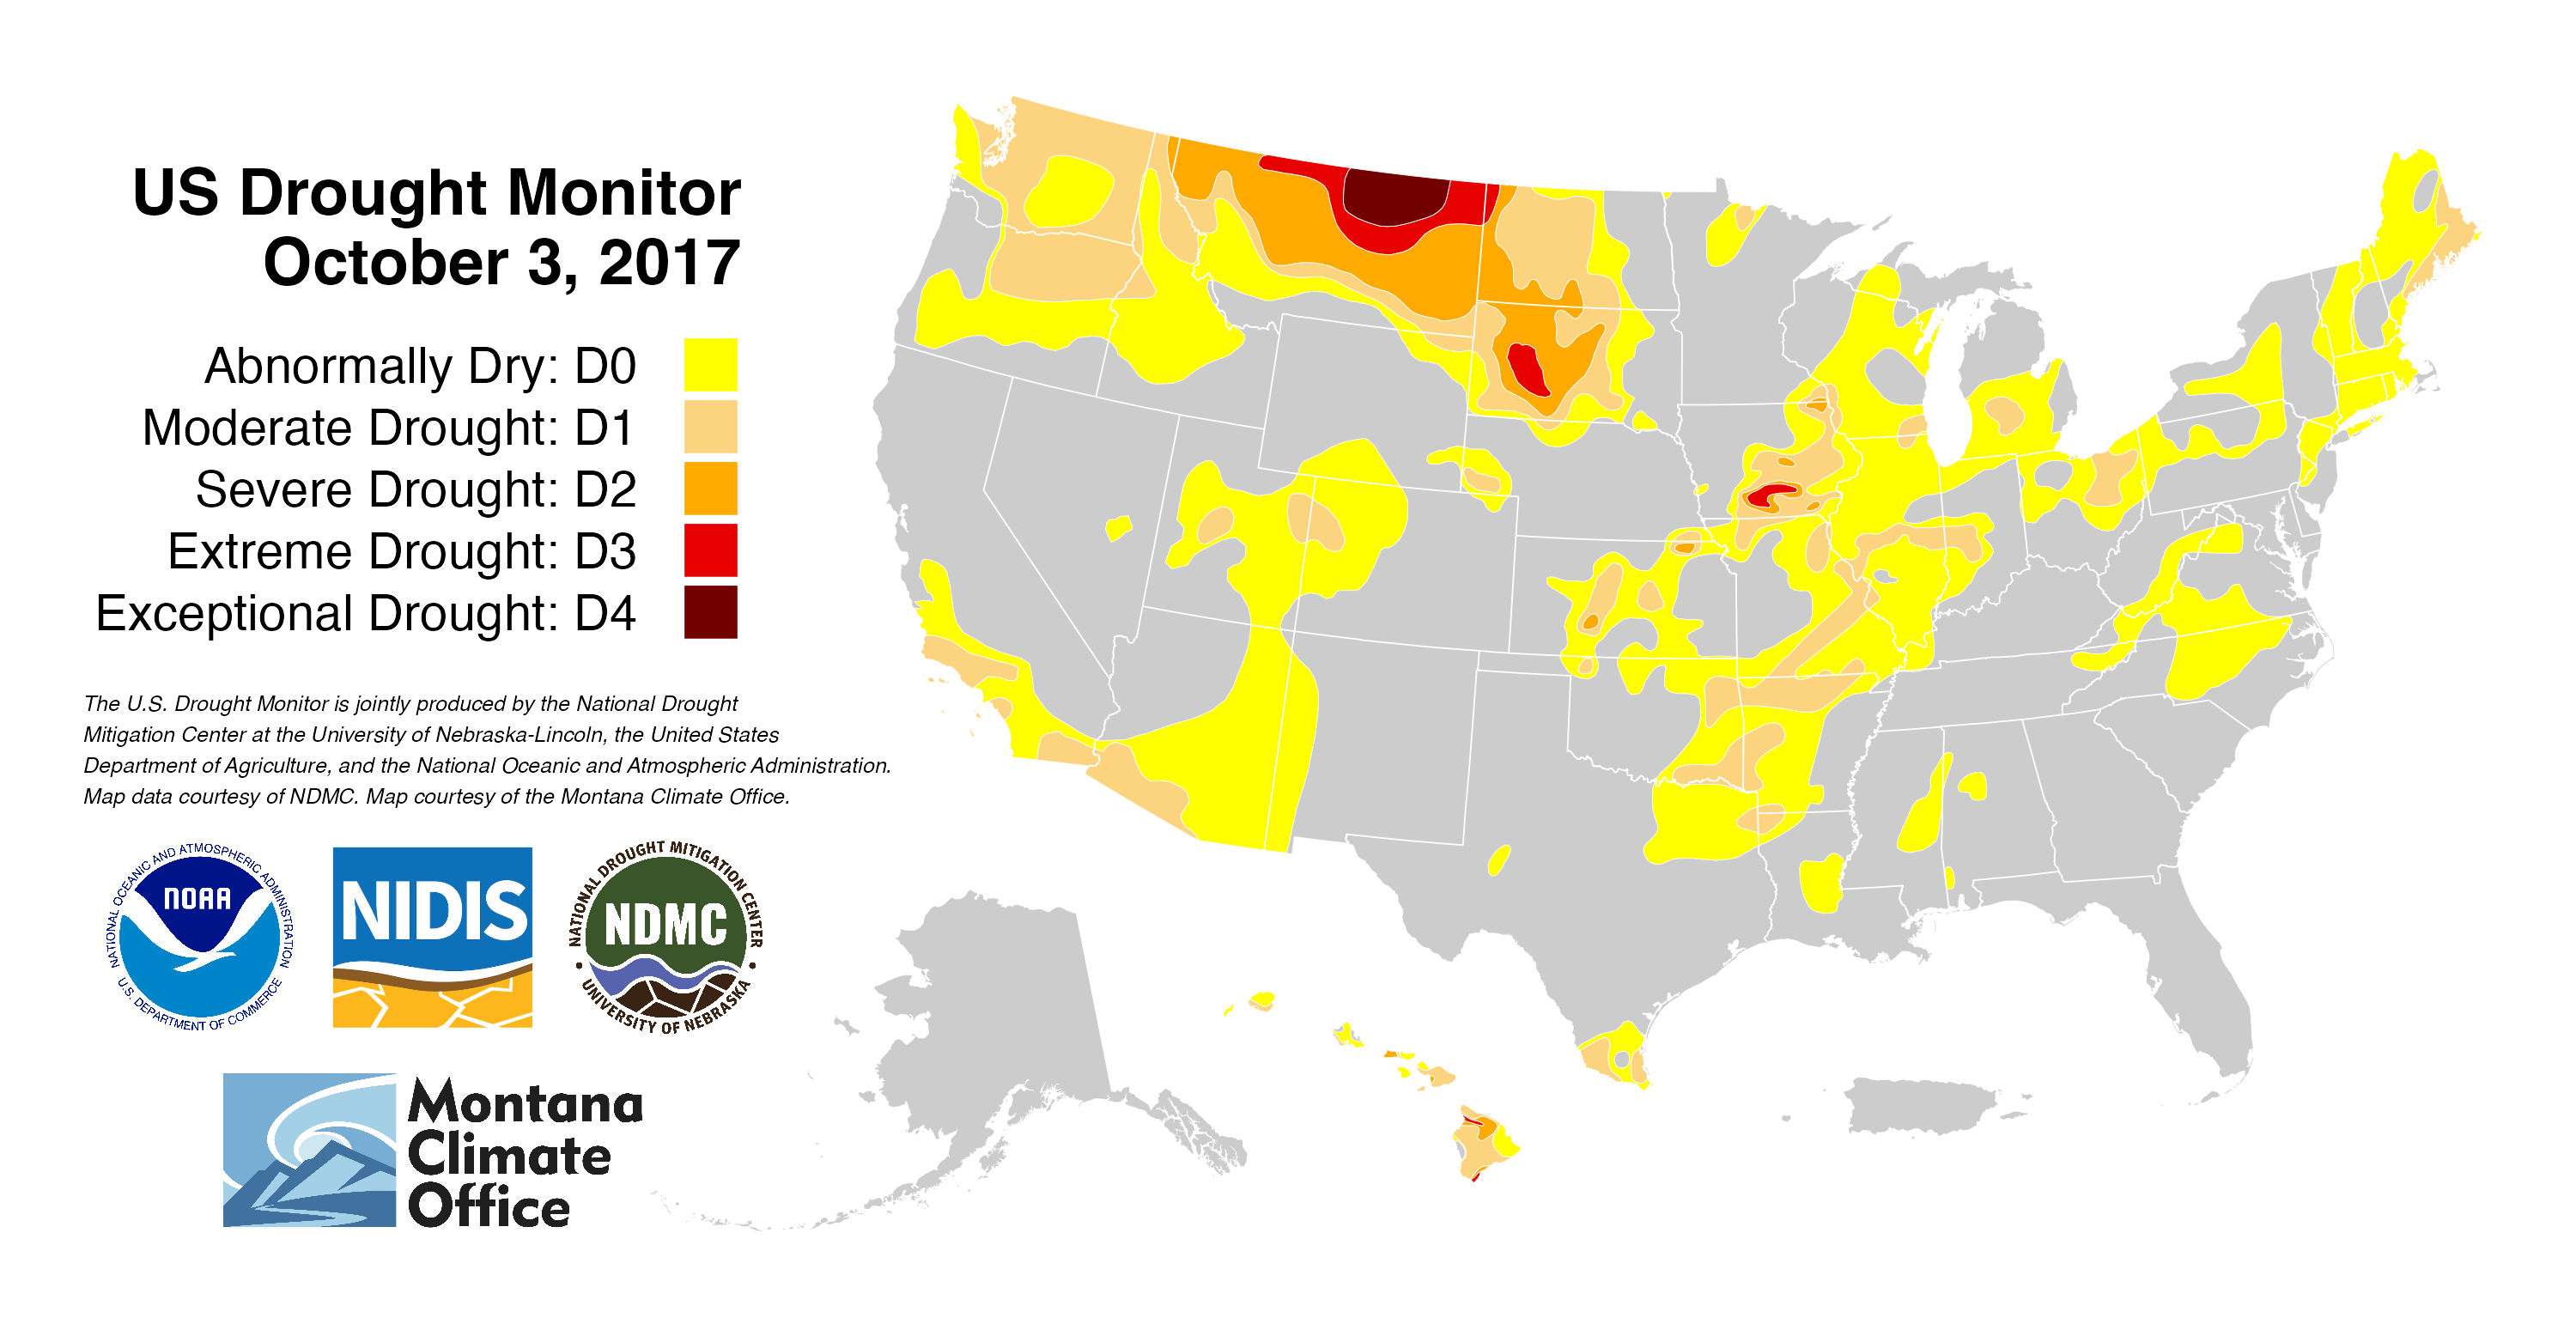 US Drought Monitor
October 3, 2017
Abnormally Dry: D0
Moderate Drought: D1
Severe Drought: D2
Extreme Drought: D3
Exceptional Drought: D4
The U.S. Drought Monitor is jointly produced by the National Drought
Mitigation Center at the University of Nebraska-Lincoln, the United States
Department of Agriculture, and the National Oceanic and Atmospheric Administration.
Map data courtesy of NDMC. Map courtesy of the Montana Climate Office.
NATIONAL OCEANIC AND ATMOSPHERIC ADMINISTRATION
NOAA
U.S. DEPARTMENT OF COMMERCE
NIDIS
NATIONAL DROUGHT MITIGATION CENTER
NDMC
• UNIVERSITY OF NEBRASKA •
Montana
Climate
Office